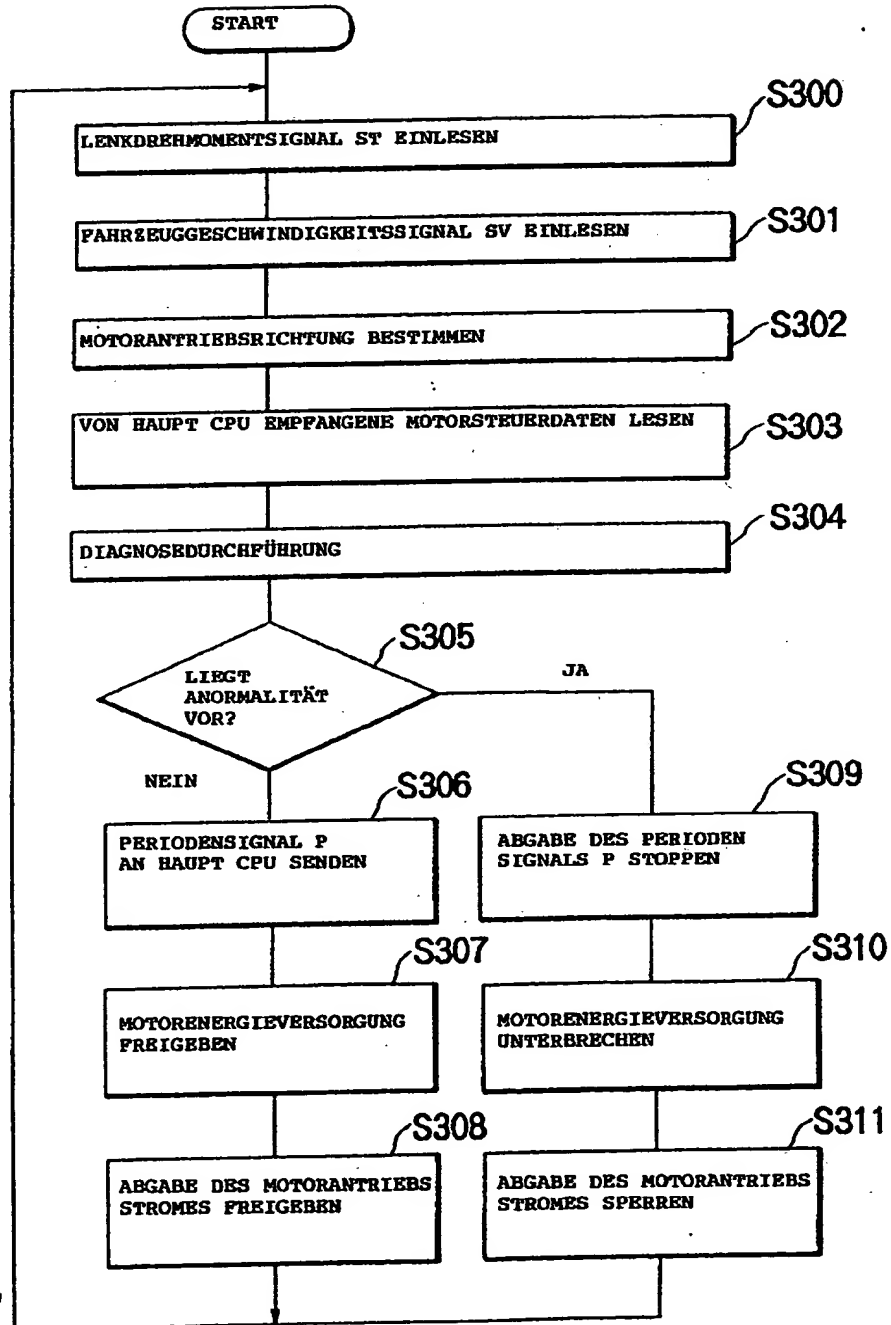 START
S300
LENKDREHMOMENTSIGNAL ST EINLESEN
S301
FAHRZEUGGESCHWINDIGKEITSSIGNAL SV EINLESEN
S302
MOTORANTRIEBSRICHTUNG BESTIMMEN
S303
VON HAUPT CPU EMPFANGENE MOTORSTEUERDATEN LESEN
S304
DIAGNOSEDURCHFÜHRUNG
S305
LIEGT
ANORMALITÄT
VOR?
JA
NEIN
S306
PERIODENSIGNAL P
AN HAUPT CPU SENDEN
S309
ABGABE DES PERIODEN
SIGNALS P STOPPEN
S307
MOTORENERGIEVERSORGUNG
FREIGEBEN
S310
MOTORENERGIEVERSORGUNG
UNTERBRECHEN
S308
ABGABE DES MOTORANTRIEBS
STROMES FREIGEBEN
S311
ABGABE DES MOTORANTRIEBS
STROMES SPERREN